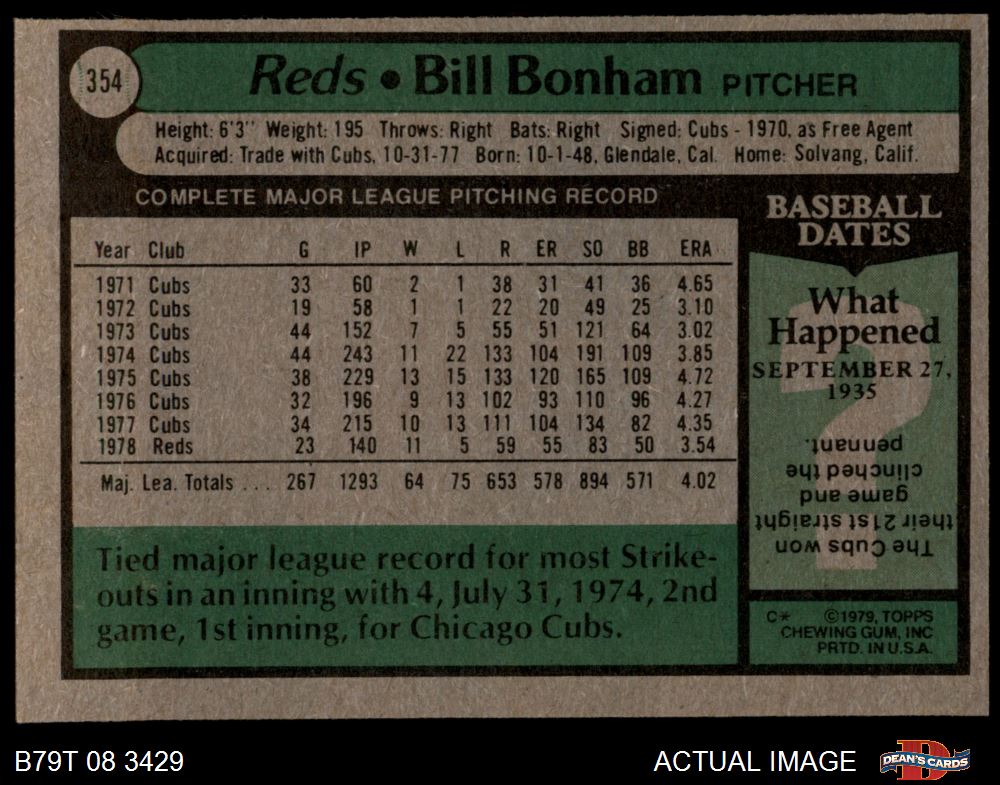 354
Reds • Bill Bonham PITCHER
Height: 6'3" Weight: 195 Throws: Right Bats: Right Signed: Cubs - 1970, as Free Agent
Acquired: Trade with Cubs, 10-31-77 Born: 10-1-48, Glendale, Cal. Home: Solvang, Calif.
COMPLETE MAJOR LEAGUE PITCHING RECORD
Year Club G IP W L R ER SO BB ERA
1971 Cubs 33 60 2 1 38 31 41 36 4.65
1972 Cubs 19 58 1 1 22 20 49 25 3.10
1973 Cubs 44 152 7 5 55 51 121 64 3.02
1974 Cubs 44 243 11 22 133 104 191 109 3.85
1975 Cubs 38 229 13 15 133 120 165 109 4.72
1976 Cubs 32 196 9 13 102 93 110 96 4.27
1977 Cubs 34 215 10 13 111 104 134 82 4.35
1978 Reds 23 140 11 5 59 55 83 50 3.54
Maj. Lea. Totals ... 267 1293 64 75 653 578 894 571 4.02
Tied major league record for most Strike-
outs in an inning with 4, July 31, 1974, 2nd
game, 1st inning, for Chicago Cubs.
BASEBALL
DATES
What
Happened
SEPTEMBER 27,
1935
?
The Cubs won
their 21st straight
game and
clinched the
pennant.
C* ©1979, TOPPS
CHEWING GUM, INC
PRTD. IN U.S.A.
B79T 08 3429
ACTUAL IMAGE
D
DEAN'S CARDS